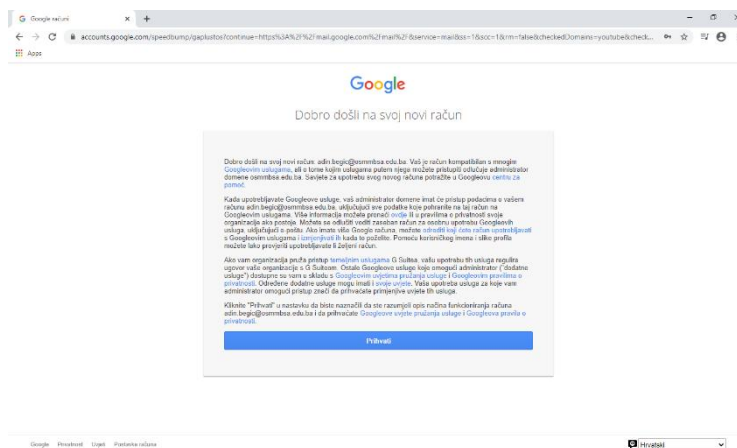 Google računi
accounts.google.com/speedbump/gaplustos?continue=https%3A%2F%2Fmail.google.com%2Fmail%2F&service=mail&ss=1&scc=1&rm=false&checkedDomains=youtube&check...
Apps
Google
Dobro došli na svoj novi račun
Dobro došli na svoj novi račun: adin.begic@osmmbsa.edu.ba. Vaš je račun kompatibilan s mnogim
Googleovim uslugama, ali o tome kojim uslugama putem njega možete pristupiti odlučuje administrator
domene osmmbsa.edu.ba. Savjete za upotrebu svog novog računa potražite u Googleovu centru za
pomoć.
Kada upotrebljavate Googleove usluge, vaš administrator domene imat će pristup podacima o vašem
računu adin.begic@osmmbsa.edu.ba, uključujući sve podatke koje pohranite na taj račun na
Googleovim uslugama. Više informacija možete pronaći ovdje ili u pravilima o privatnosti svoje
organizacije ako postoje. Možete se odlučiti voditi zaseban račun za osobnu upotrebu Googleovih
usluga, uključujući e-poštu. Ako imate više Google računa, možete odrediti koji ćete račun upotrebljavati
s Googleovim uslugama i izmjenjivati ih kada to poželite. Pomoću korisničkog imena i slike profila
možete lako provjeriti upotrebljavate li željeni račun.
Ako vam organizacija pruža pristup temeljnim uslugama G Suitea, vašu upotrebu tih usluga regulira
ugovor vaše organizacije s G Suiteom. Ostale Googleove usluge koje omogući administrator ("dodatne
usluge") dostupne su vam u skladu s Googleovim uvjetima pružanja usluge i Googleovim pravilima o
privatnosti. Određene dodatne usluge mogu imati i svoje uvjete. Vaša upotreba usluga za koje vam
administrator omogući pristup znači da prihvaćate primjenjive uvjete tih usluga.
Kliknite "Prihvati" u nastavku da biste naznačili da ste razumjeli opis načina funkcioniranja računa
adin.begic@osmmbsa.edu.ba i da prihvaćate Googleove uvjete pružanja usluge i Googleova pravila o
privatnosti.
Prihvati
Google Privatnost Uvjeti Postavke računa
Hrvatski